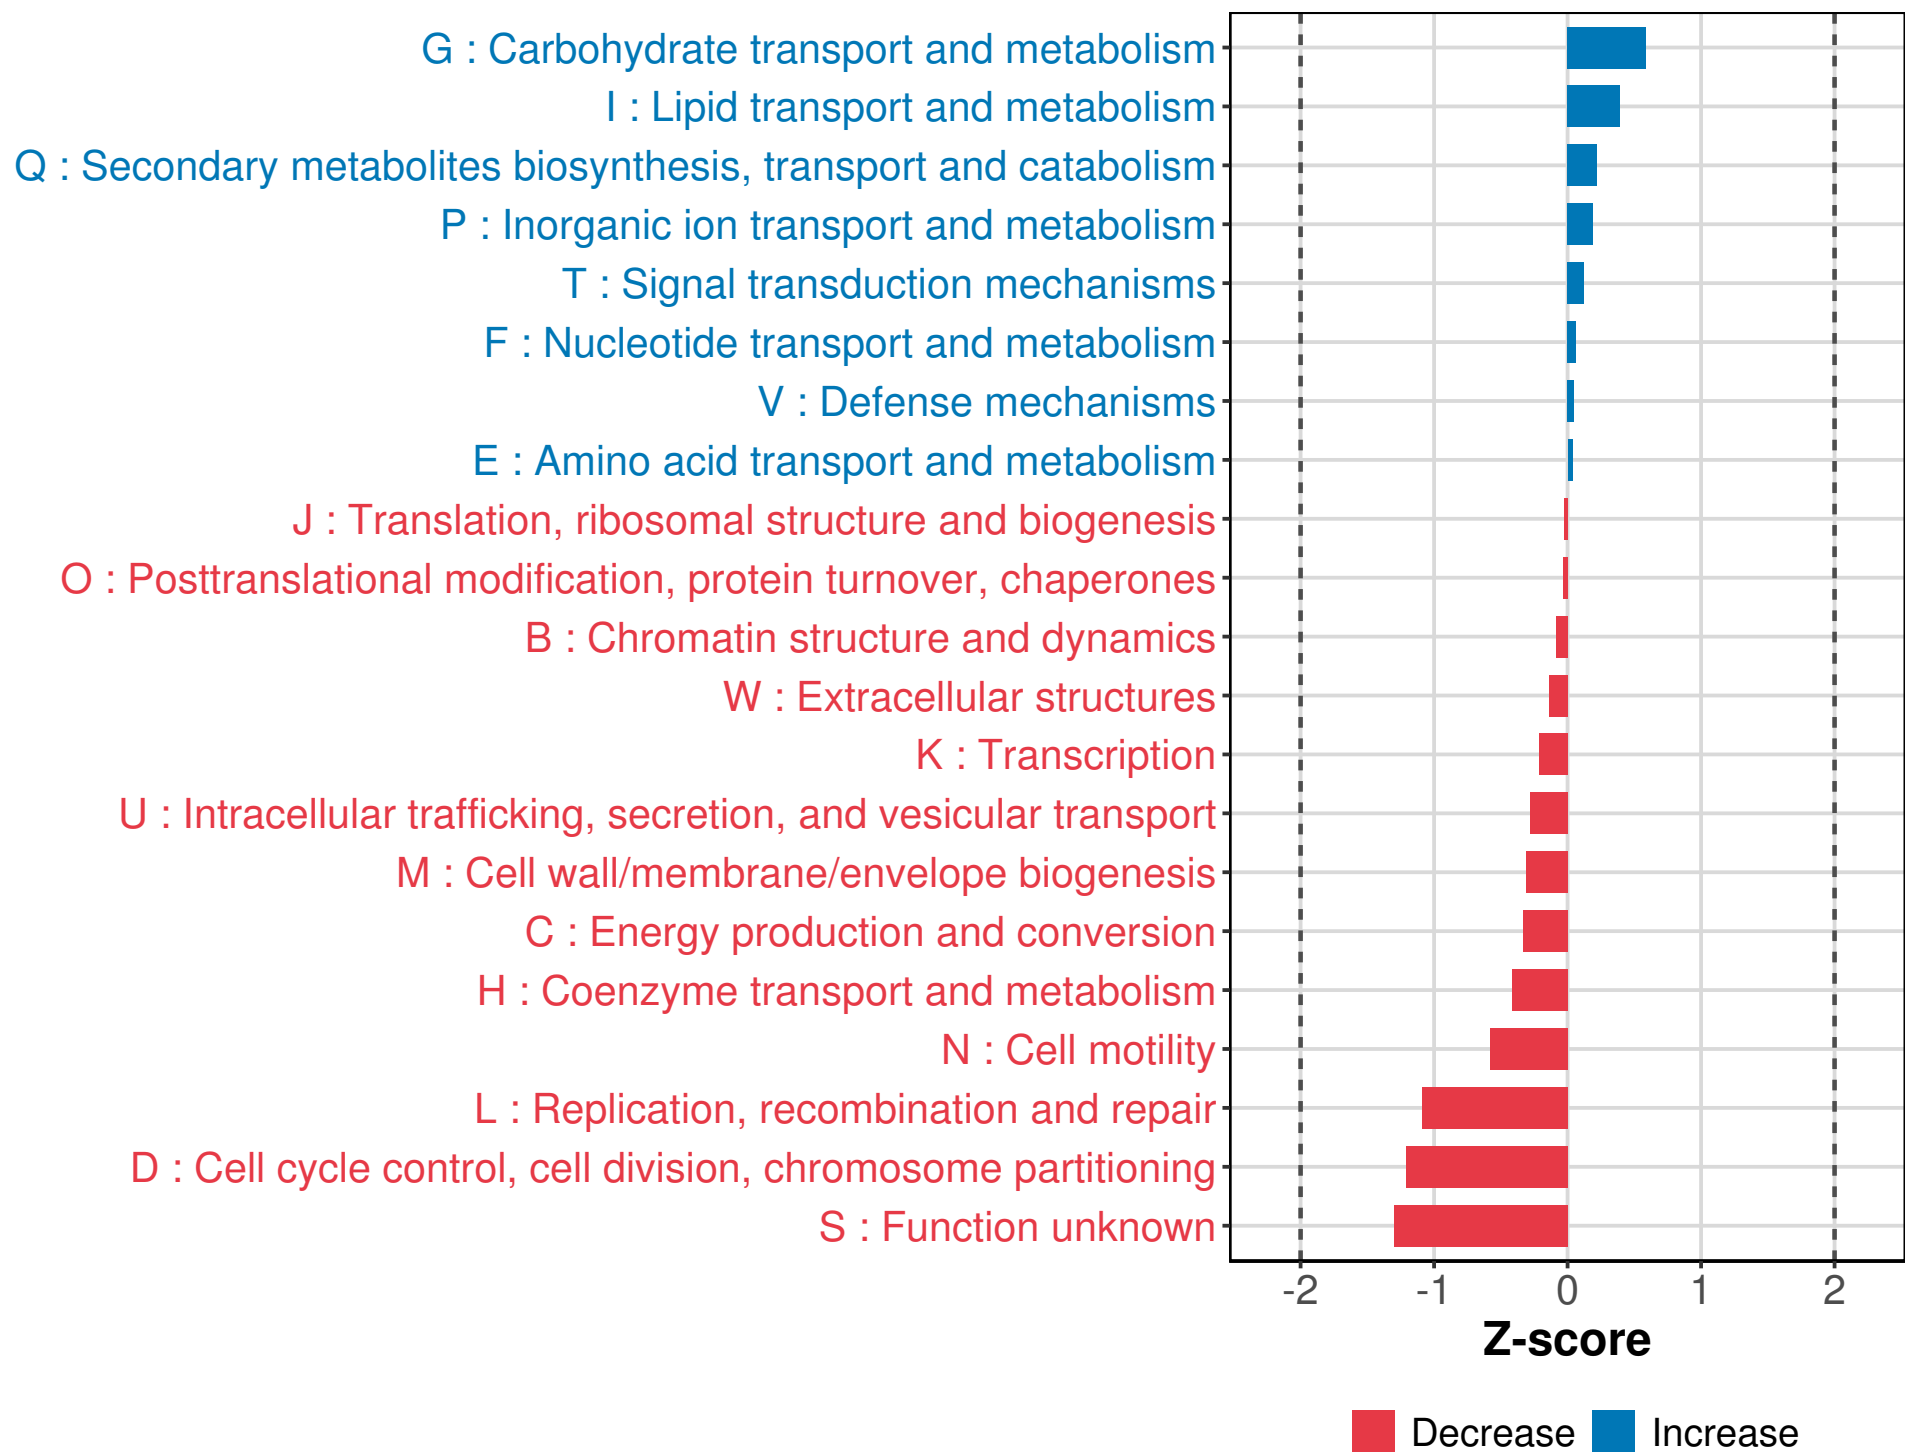 G : Carbohydrate transport and metabolism
I : Lipid transport and metabolism
Q : Secondary metabolites biosynthesis, transport and catabolism
P : Inorganic ion transport and metabolism
T : Signal transduction mechanisms
F : Nucleotide transport and metabolism
V : Defense mechanisms
E : Amino acid transport and metabolism
J : Translation, ribosomal structure and biogenesis
O : Posttranslational modification, protein turnover, chaperones
B : Chromatin structure and dynamics
W : Extracellular structures
K : Transcription
U : Intracellular trafficking, secretion, and vesicular transport
M : Cell wall/membrane/envelope biogenesis
C : Energy production and conversion
H : Coenzyme transport and metabolism
N : Cell motility
L : Replication, recombination and repair
D : Cell cycle control, cell division, chromosome partitioning
S : Function unknown
-2 -1 0 1 2
Z-score
Decrease Increase